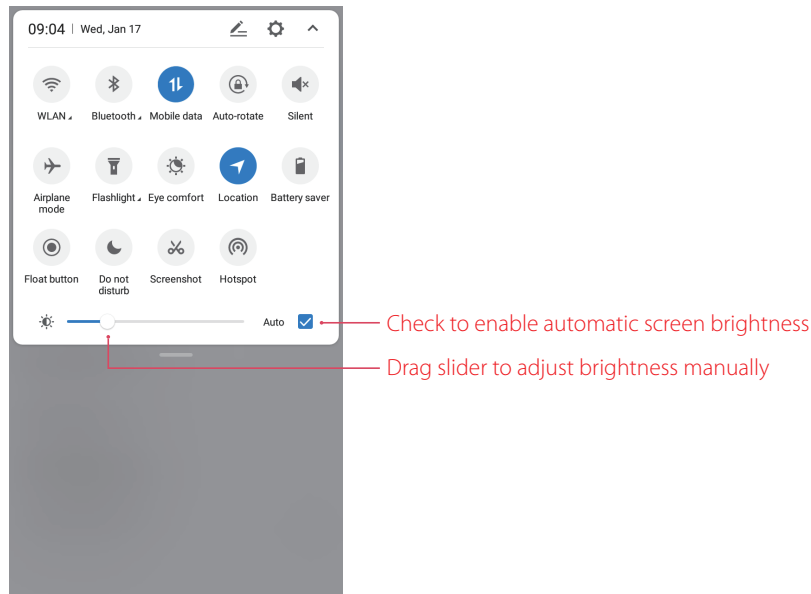 09:04 | Wed, Jan 17
WLAN Bluetooth Mobile data Auto-rotate Silent
Airplane mode Flashlight Eye comfort Location Battery saver
Float button Do not disturb Screenshot Hotspot
Auto
Check to enable automatic screen brightness
Drag slider to adjust brightness manually